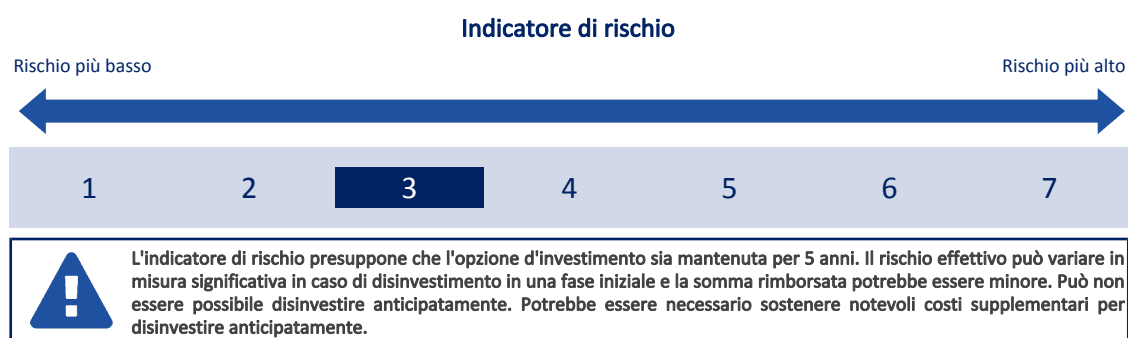 Indicatore di rischio
Rischio più basso
Rischio più alto
1 2 3 4 5 6 7
L'indicatore di rischio presuppone che l'opzione d'investimento sia mantenuta per 5 anni. Il rischio effettivo può variare in
misura significativa in caso di disinvestimento in una fase iniziale e la somma rimborsata potrebbe essere minore. Può non
essere possibile disinvestire anticipatamente. Potrebbe essere necessario sostenere notevoli costi supplementari per
disinvestire anticipatamente.